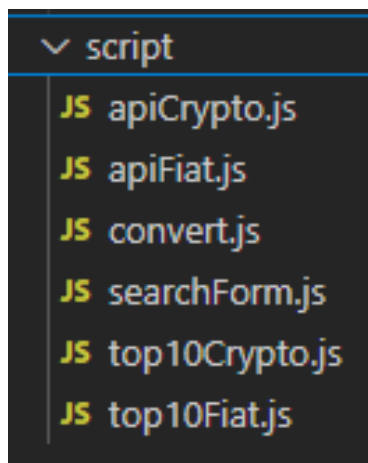 script
JS apiCrypto.js
JS apiFiat.js
JS convert.js
JS searchForm.js
JS top10Crypto.js
JS top10Fiat.js